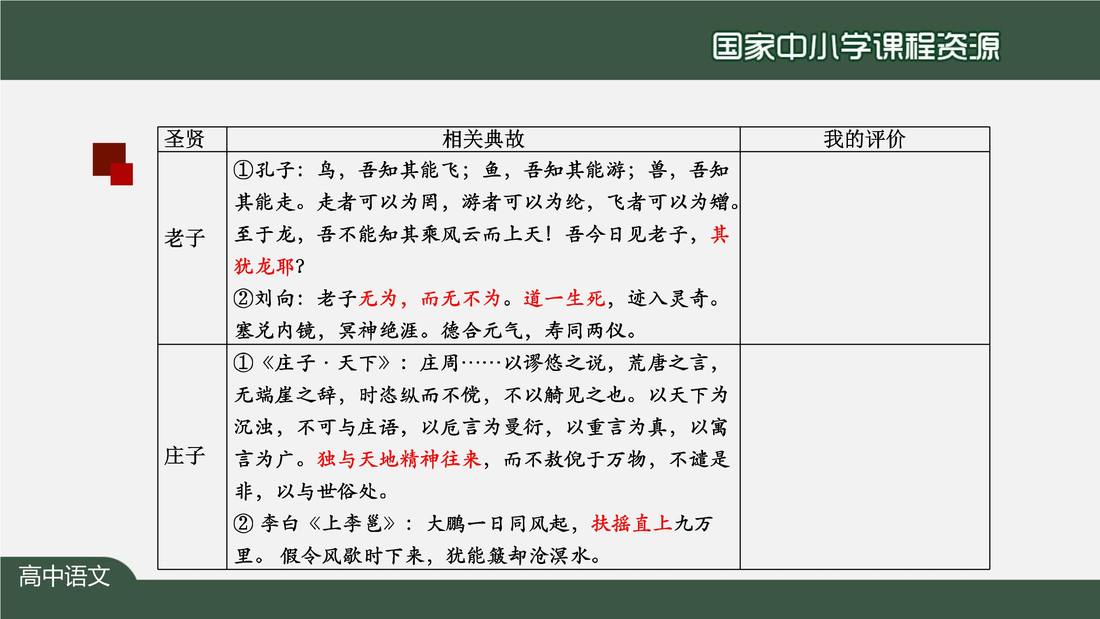 国家中小学课程资源
圣贤 相关典故 我的评价
老子
①孔子：鸟，吾知其能飞；鱼，吾知其能游；兽，吾知
其能走。走者可以为罔，游者可以为纶，飞者可以为矰。
至于龙，吾不能知其乘风云而上天！吾今日见老子，其
犹龙耶？
②刘向：老子无为，而无不为。道一生死，迹入灵奇。
塞兑内镜，冥神绝涯。德合元气，寿同两仪。
庄子
①《庄子·天下》：庄周……以谬悠之说，荒唐之言，
无端崖之辞，时恣纵而不傥，不以觭见之也。以天下为
沉浊，不可与庄语，以卮言为曼衍，以重言为真，以寓
言为广。独与天地精神往来，而不敖倪于万物，不谴是
非，以与世俗处。
② 李白《上李邕》：大鹏一日同风起，扶摇直上九万
里。 假令风歇时下来，犹能簸却沧溟水。
高中语文